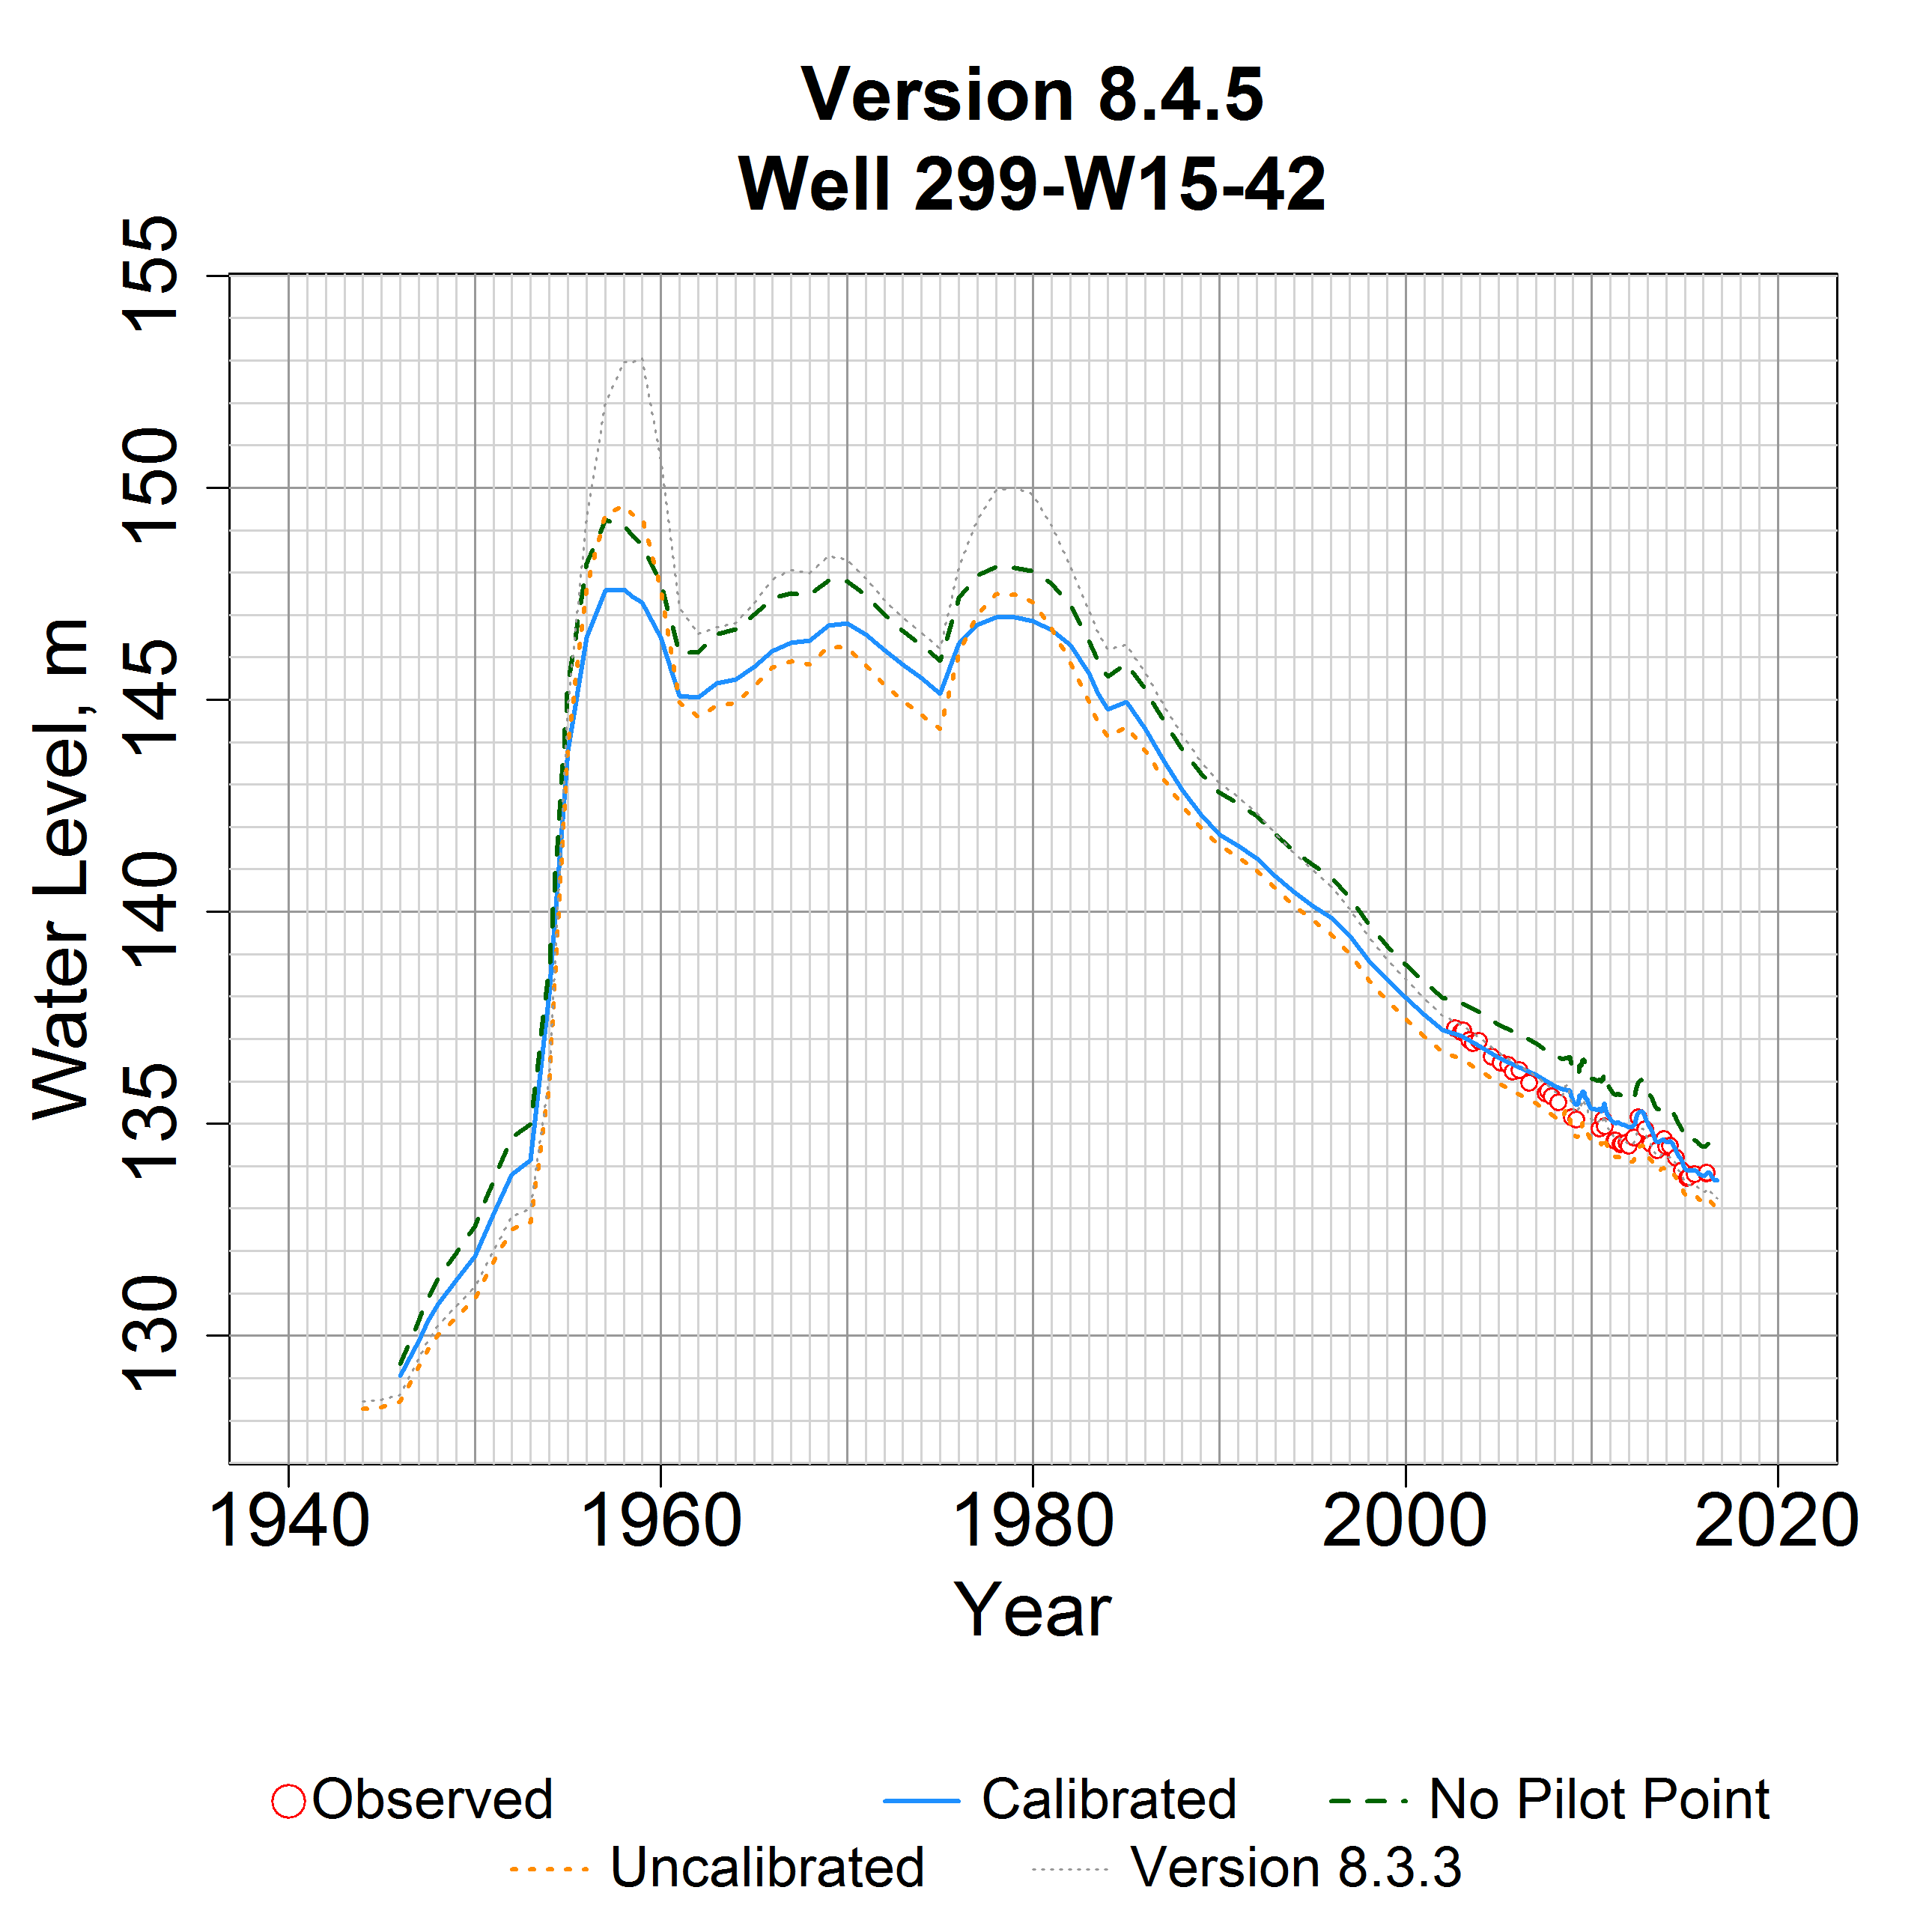 Version 8.4.5
Well 299-W15-42
Water Level, m
155
150
145
140
135
130
1940 1960 1980 2000 2020
Year
Observed Calibrated No Pilot Point
Uncalibrated Version 8.3.3